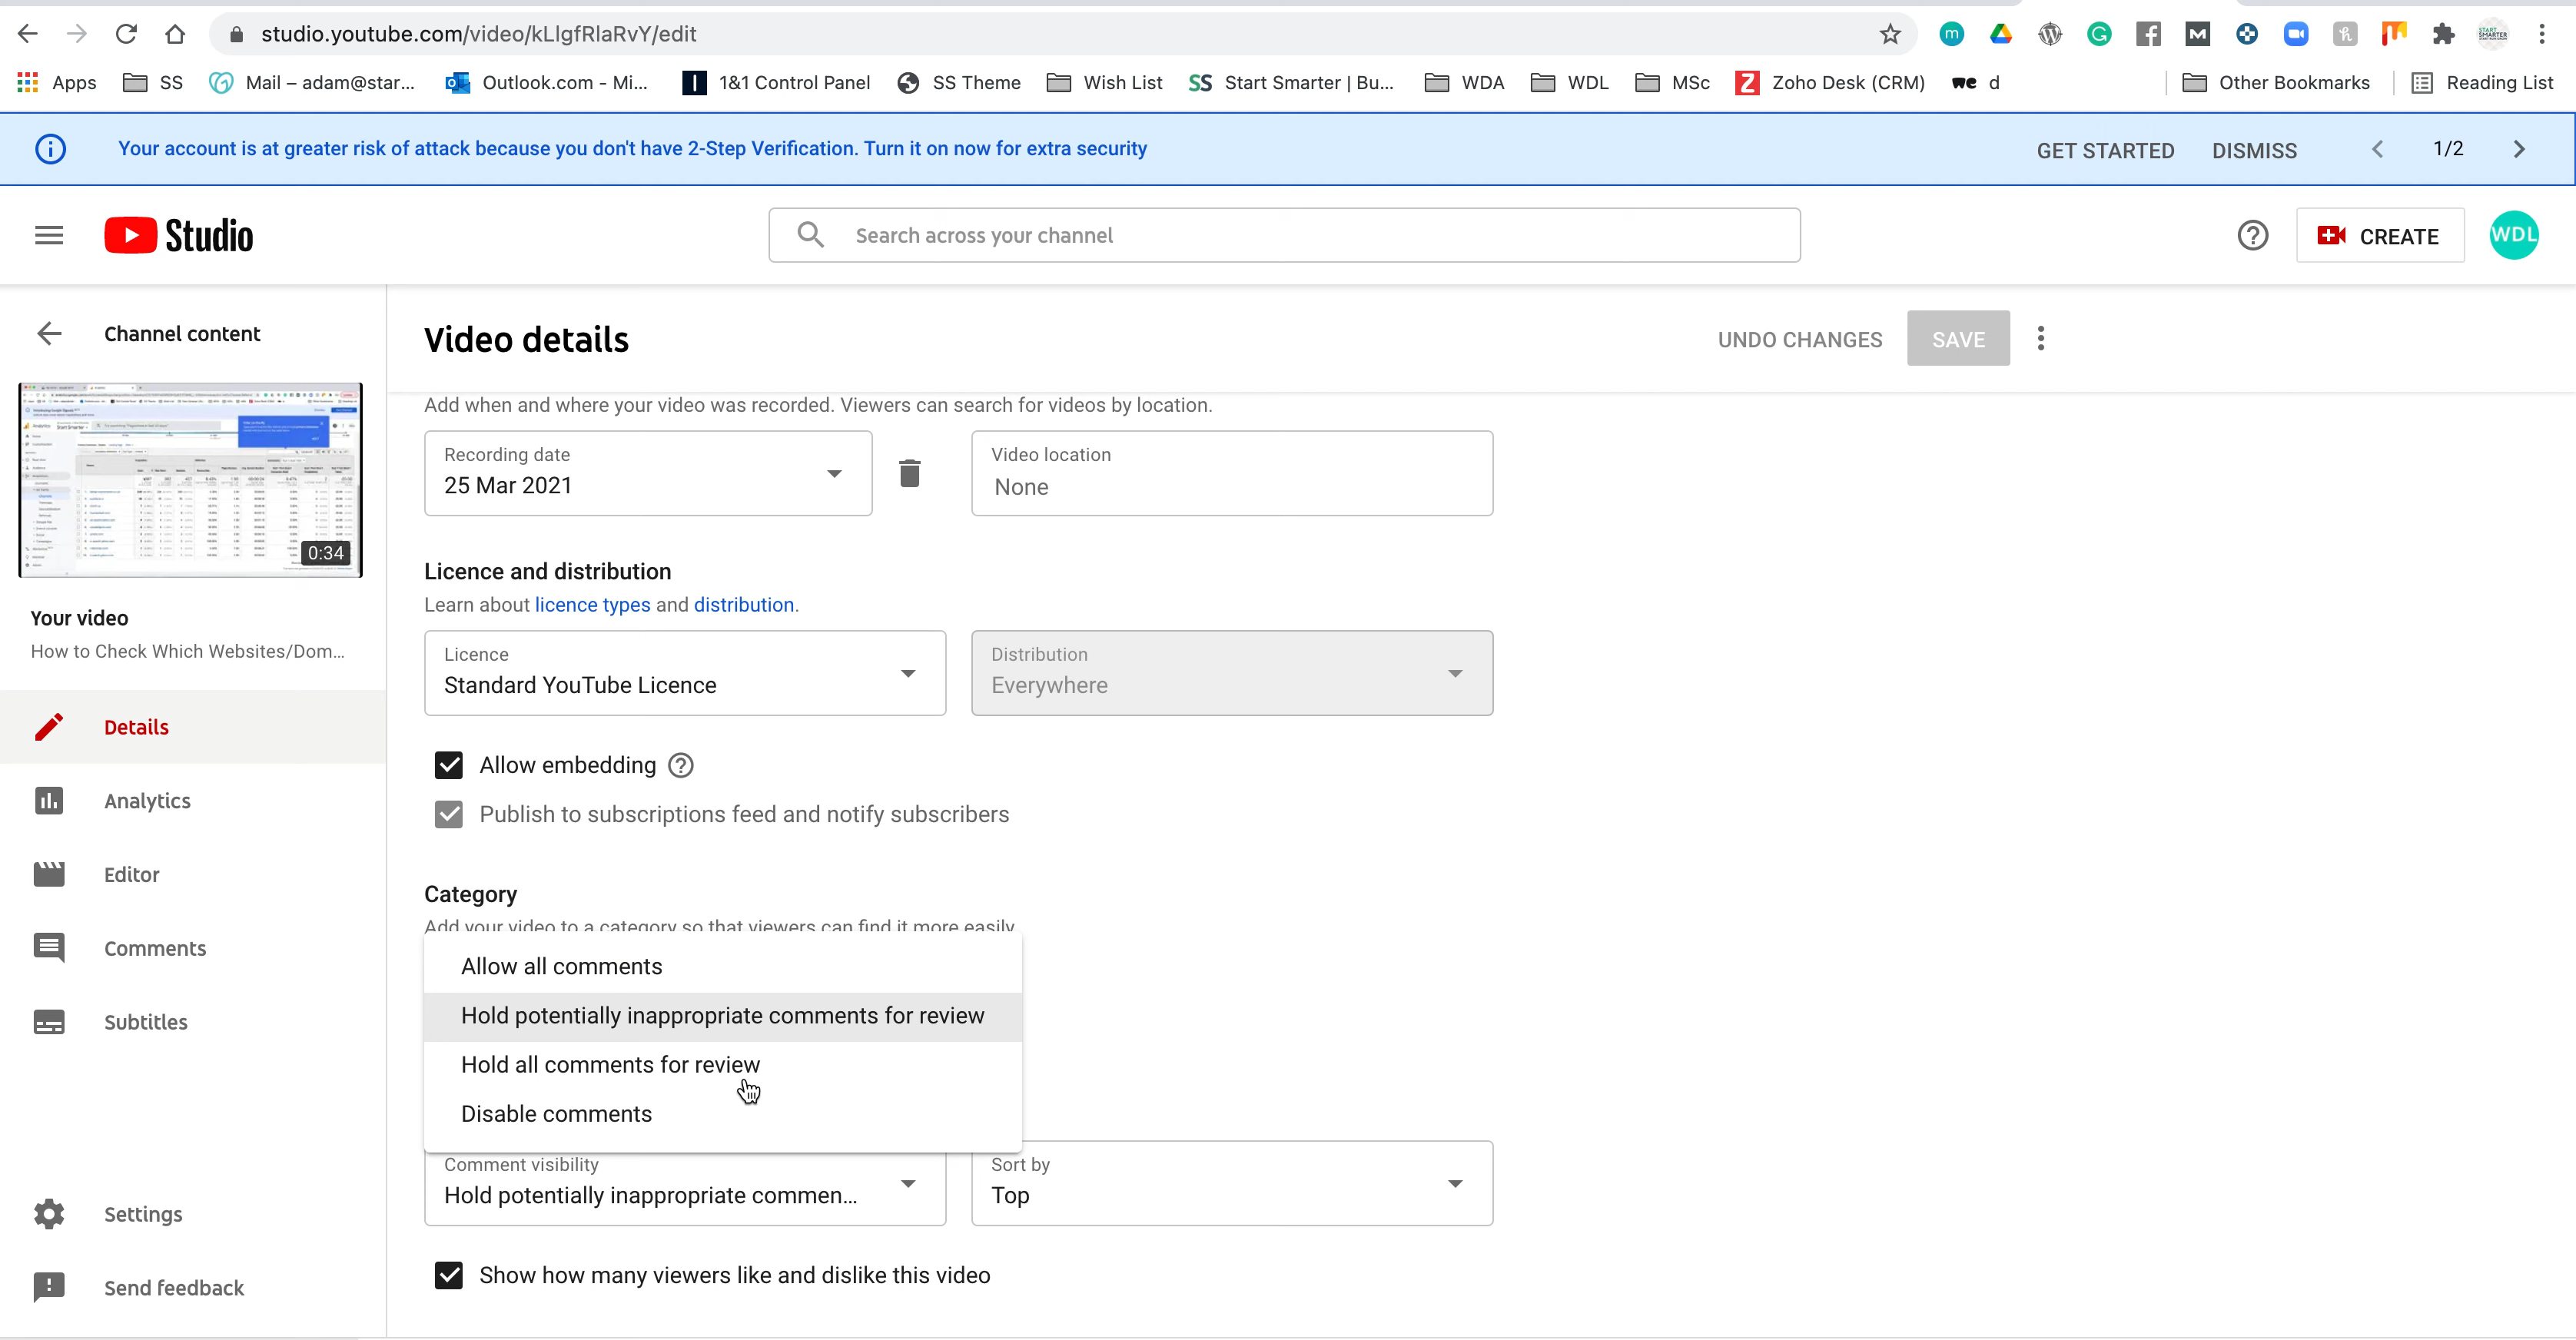 studio.youtube.com/video/kLlgfRlaRvY/edit
Apps SS Mail – adam@star... Outlook.com - Mi... 1&1 Control Panel SS Theme Wish List Start Smarter | Bu... WDA WDL MSc Zoho Desk (CRM) we d Other Bookmarks Reading List
Your account is at greater risk of attack because you don't have 2-Step Verification. Turn it on now for extra security GET STARTED DISMISS 1/2
Studio Search across your channel CREATE WDL
Channel content
0:34
Your video
How to Check Which Websites/Dom...
Details
Analytics
Editor
Comments
Subtitles
Settings
Send feedback
Video details UNDO CHANGES SAVE
Add when and where your video was recorded. Viewers can search for videos by location.
Recording date Video location
25 Mar 2021 None
Licence and distribution
Learn about licence types and distribution.
Licence Distribution
Standard YouTube Licence Everywhere
Allow embedding
Publish to subscriptions feed and notify subscribers
Category
Add your video to a category so that viewers can find it more easily
Allow all comments
Hold potentially inappropriate comments for review
Hold all comments for review
Disable comments
Comment visibility Sort by
Hold potentially inappropriate commen... Top
Show how many viewers like and dislike this video